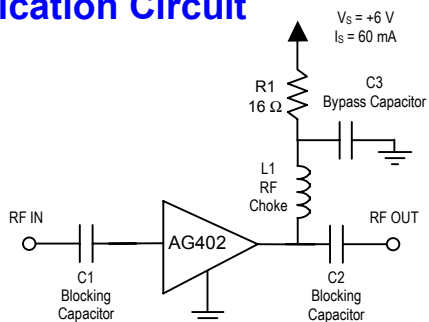 ication Circuit
Vs = +6 V
Is = 60 mA
R1
16 Ω
C3
Bypass Capacitor
L1
RF
Choke
RF IN
AG402
RF OUT
C1
Blocking
Capacitor
C2
Blocking
Capacitor